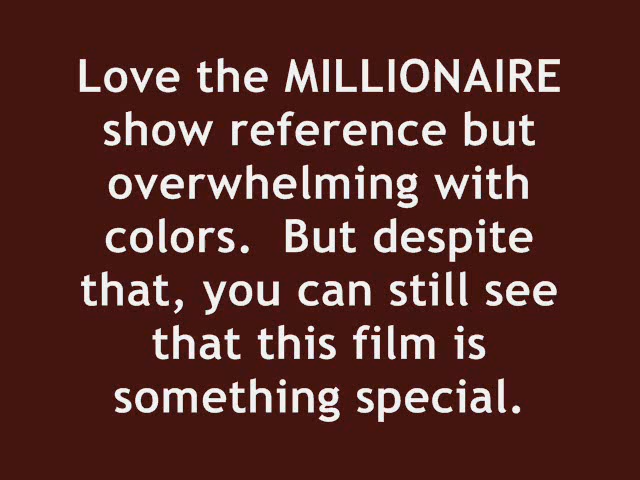 Love the MILLIONAIRE
show reference but
overwhelming with
colors.  But despite
that, you can still see
that this film is
something special.